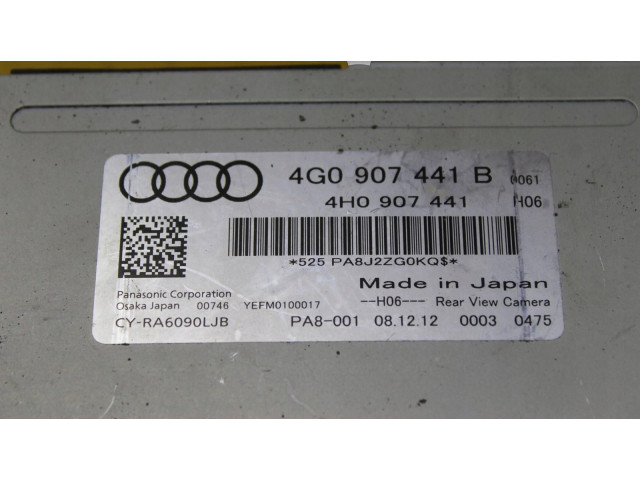 4G0 907 441 B 0061
4H0 907 441 H06
*525 PA8J2ZG0KQ$*
Made in Japan
Panasonic Corporation
Osaka Japan 00746 YEFM0100017 --H06--- Rear View Camera
CY-RA6090LJB PA8-001 08.12.12 0003 0475